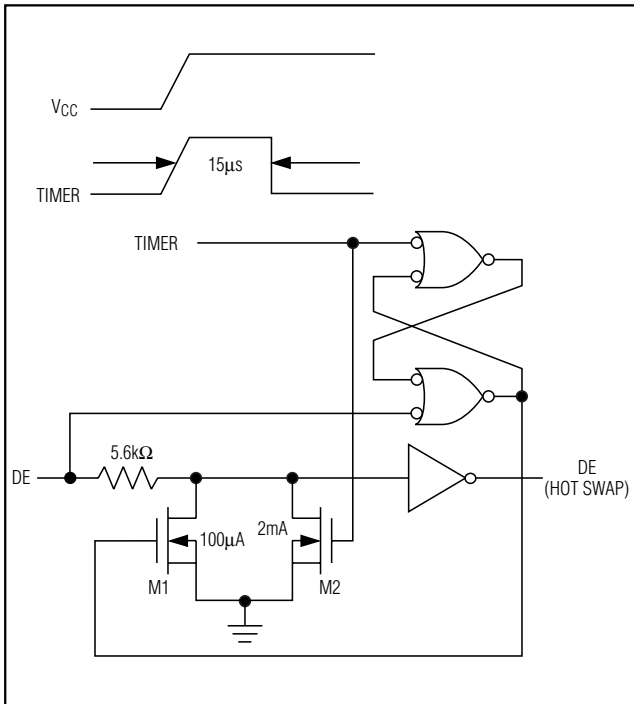 VCC
15µs
TIMER
TIMER
5.6kΩ
DE
DE
(HOT SWAP)
100µA
2mA
M1
M2